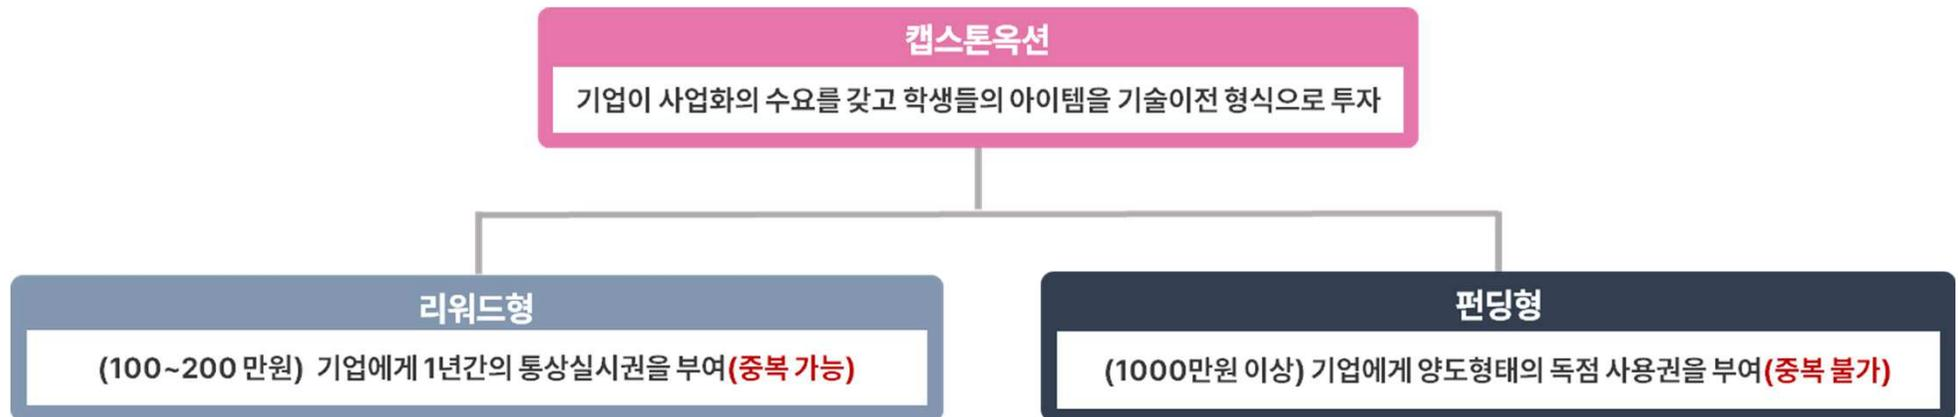 캡스톤옥션
기업이 사업화의 수요를 갖고 학생들의 아이템을 기술이전 형식으로 투자
리워드형
(100~200 만원) 기업에게 1년간의 통상실시권을 부여(중복 가능)
펀딩형
(1000만원 이상) 기업에게 양도형태의 독점 사용권을 부여(중복 불가)